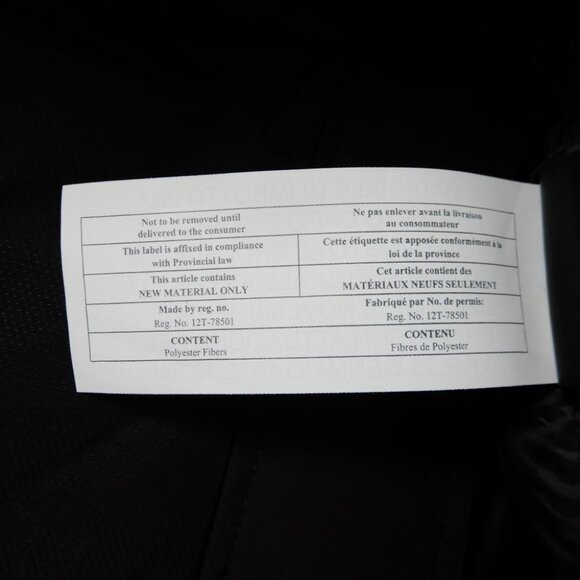 Not to be removed until
delivered to the consumer
Ne pas enlever avant la livraison
au consommateur
This label is affixed in compliance
with Provincial law
Cette étiquette est apposée conformément a la
loi de la province
This article contains
NEW MATERIAL ONLY
Cet article contient des
MATÉRIAUX NEUFS SEULEMENT
Made by reg. no.
Reg. No. 12T-78501
Fabriqué par No. de permis:
Reg. No. 12T-78501
CONTENT
Polyester Fibers
CONTENU
Fibres de Polyester